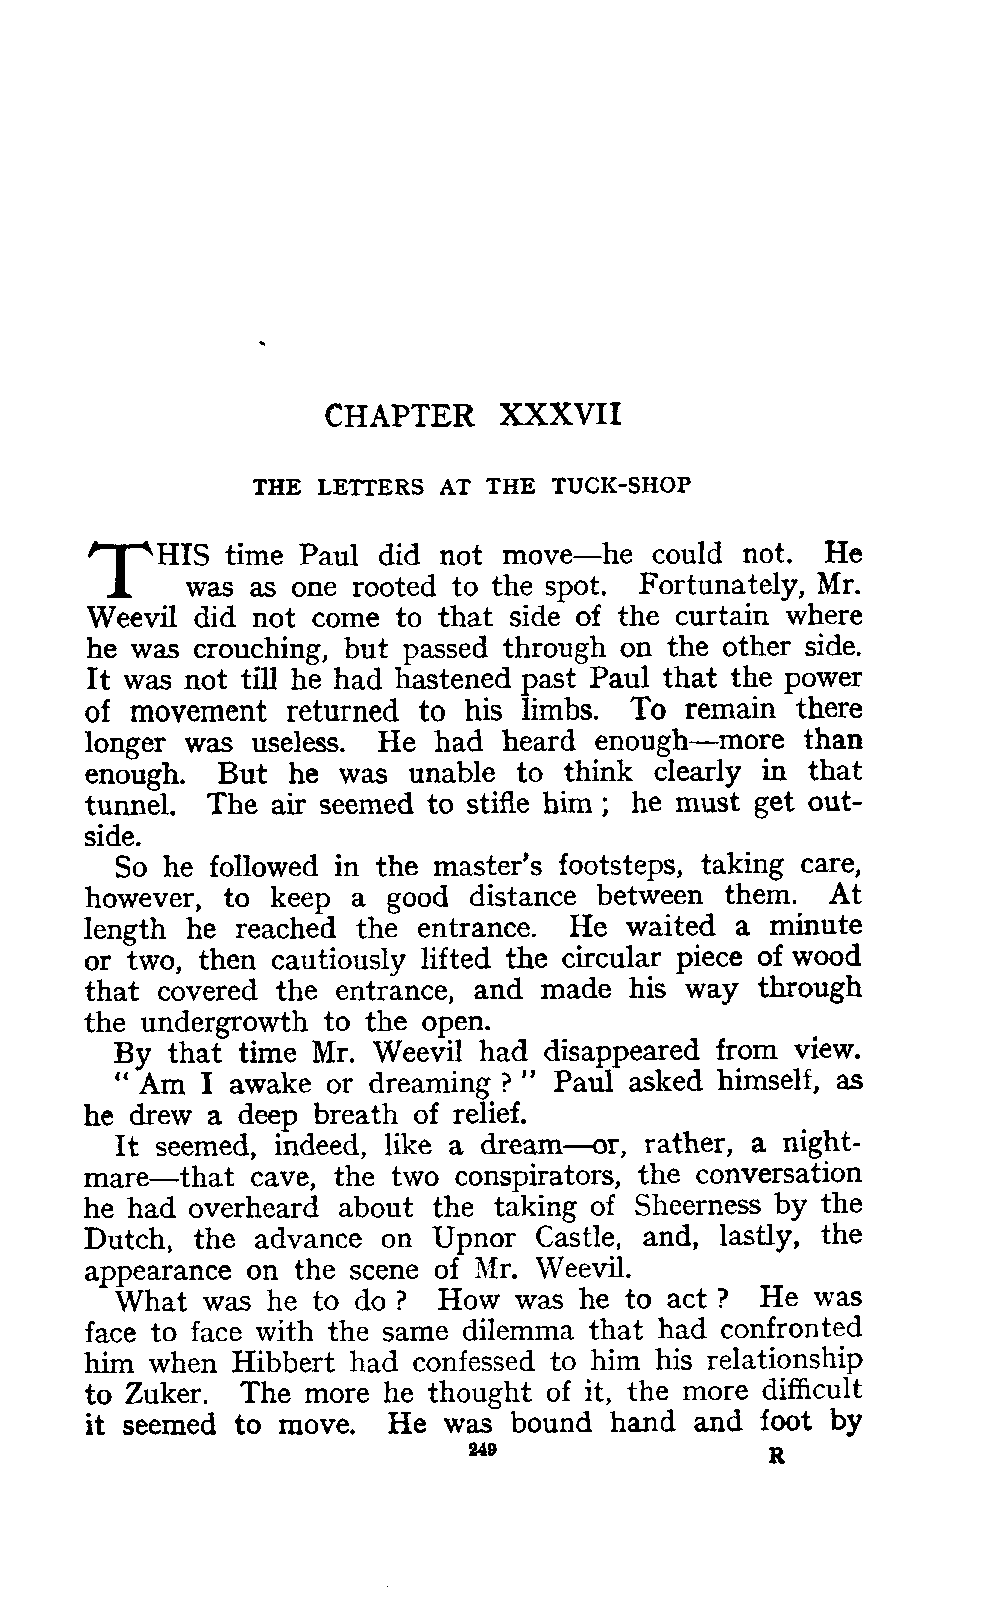 CHAPTER XXXVII
THE LETTERS AT THE TUCK-SHOP
THIS time Paul did not move—he could not. He
was as one rooted to the spot. Fortunately, Mr.
Weevil did not come to that side of the curtain where
he was crouching, but passed through on the other side.
It was not till he had hastened past Paul that the power
of movement returned to his limbs. To remain there
longer was useless. He had heard enough—more than
enough. But he was unable to think clearly in that
tunnel. The air seemed to stifle him ; he must get out-
side.
So he followed in the master's footsteps, taking care,
however, to keep a good distance between them. At
length he reached the entrance. He waited a minute
or two, then cautiously lifted the circular piece of wood
that covered the entrance, and made his way through
the undergrowth to the open.
By that time Mr. Weevil had disappeared from view.
“ Am I awake or dreaming ? ” Paul asked himself, as
he drew a deep breath of relief.
It seemed, indeed, like a dream—or, rather, a night-
mare—that cave, the two conspirators, the conversation
he had overheard about the taking of Sheerness by the
Dutch, the advance on Upnor Castle, and, lastly, the
appearance on the scene of Mr. Weevil.
What was he to do ? How was he to act ? He was
face to face with the same dilemma that had confronted
him when Hibbert had confessed to him his relationship
to Zuker. The more he thought of it, the more difficult
it seemed to move. He was bound hand and foot by
249
R